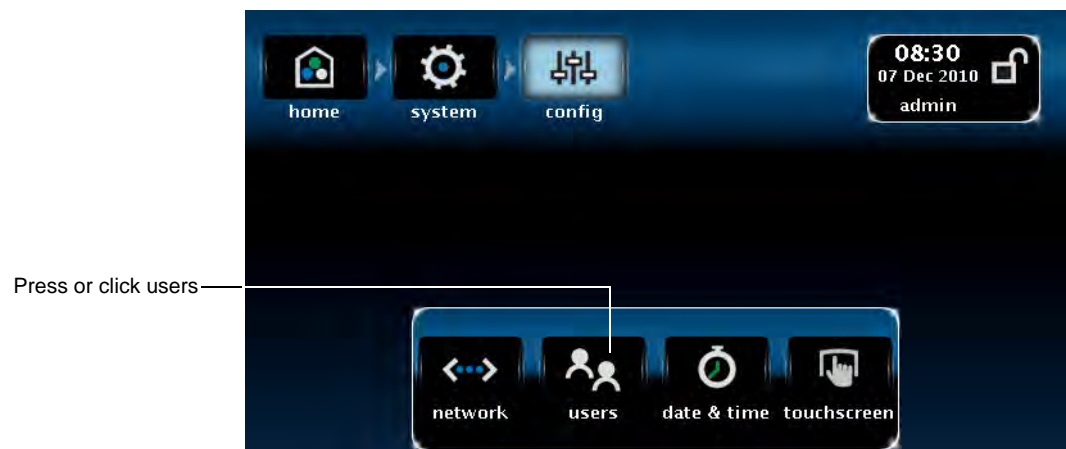 08:30
07 Dec 2010
admin
home
system
config
Press or click users
network
users
date & time
touchscreen